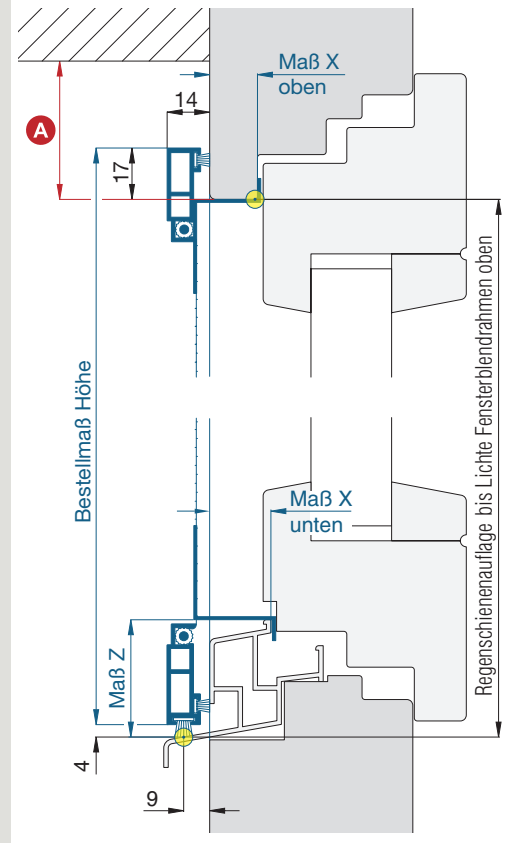 Maß X
oben
14
A
17
Bestellmaß Höhe
Regenschienenauflage bis Lichte Fensterblendrahmen oben
Maß X
unten
Maß Z
4
9